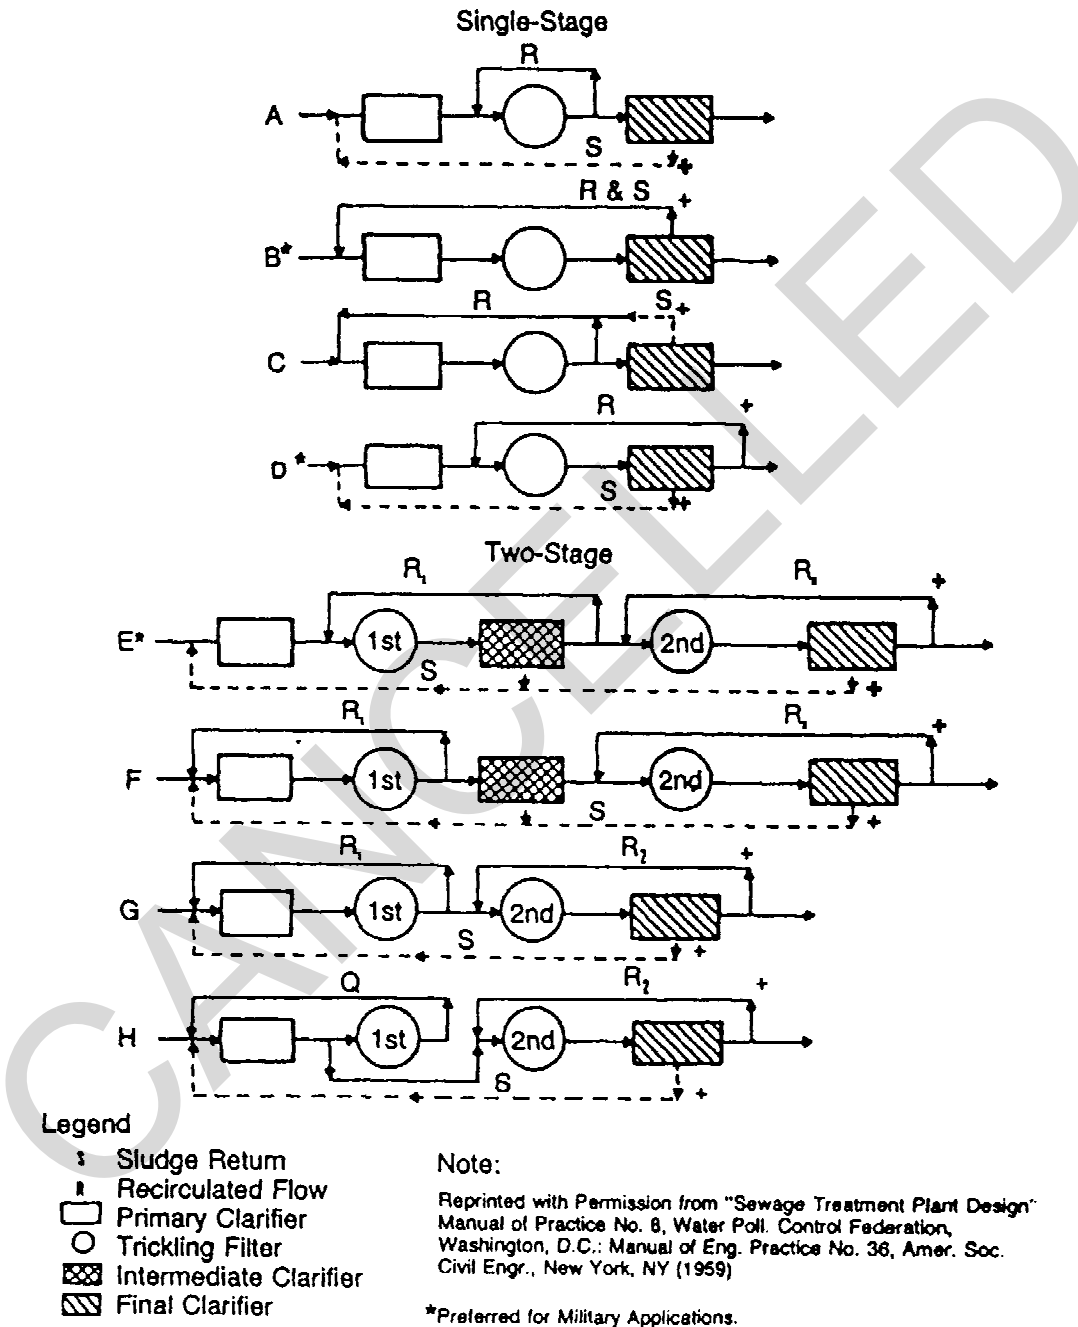 Single-Stage
R
A
S
+
R & S
+
B*
R
S +
C
R
+
D *
S
+
Two-Stage
R₁
R₂
+
E*
1st
2nd
S
+
R₁
R₂
+
F
1st
2nd
S
+
R₁
R₂
+
G
1st
2nd
S
+
Q
R₂
+
H
1st
2nd
S
+
Legend
S Sludge Return
R Recirculated Flow
Primary Clarifier
Trickling Filter
Intermediate Clarifier
Final Clarifier
Note:
Reprinted with Permission from "Sewage Treatment Plant Design"
Manual of Practice No. 8, Water Poll. Control Federation,
Washington, D.C.: Manual of Eng. Practice No. 36, Amer. Soc.
Civil Engr., New York, NY (1959)
*Preferred for Military Applications.
CANCELLED